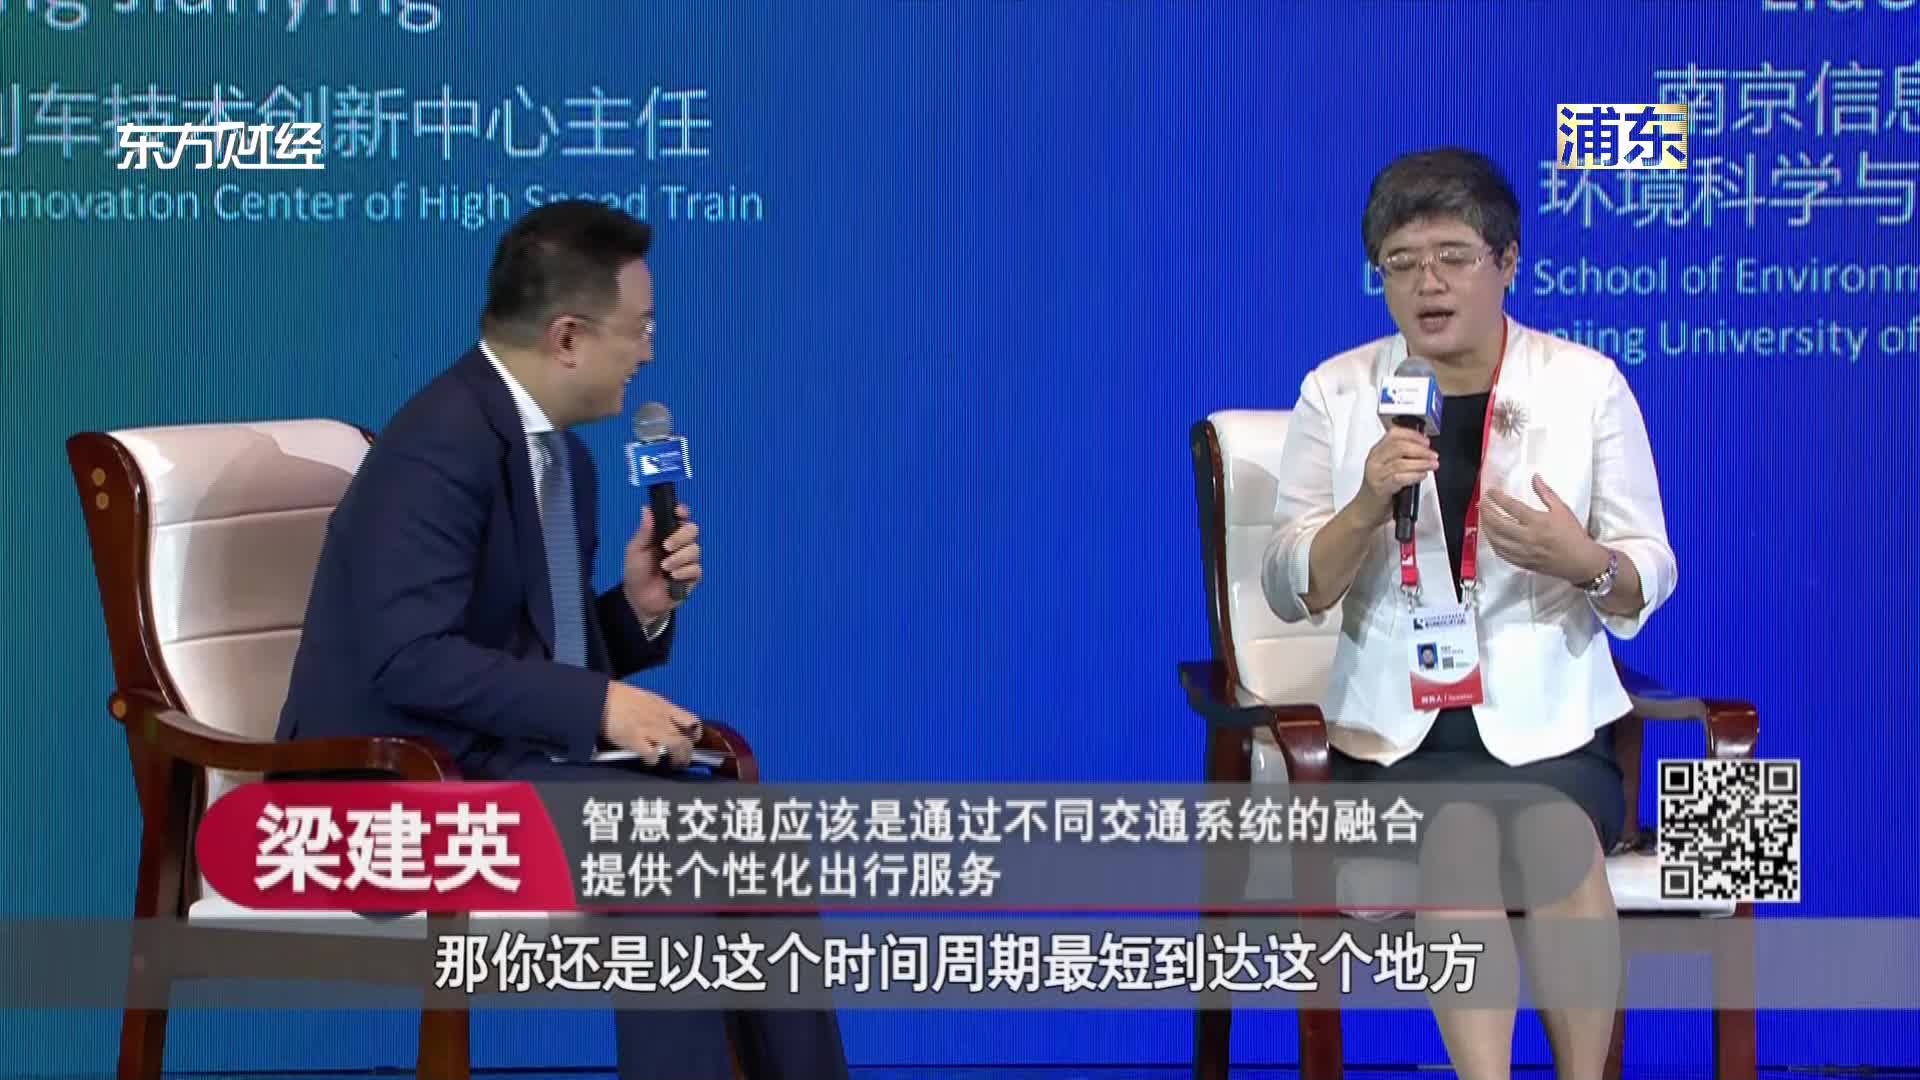 东方财经
浦东
列车技术创新中心主任
nnovation Center of High Speed Train
南京信息
环境科学与
School of Environm
jing University of
梁建英
智慧交通应该是通过不同交通系统的融合
提供个性化出行服务
那你还是以这个时间周期最短到达这个地方